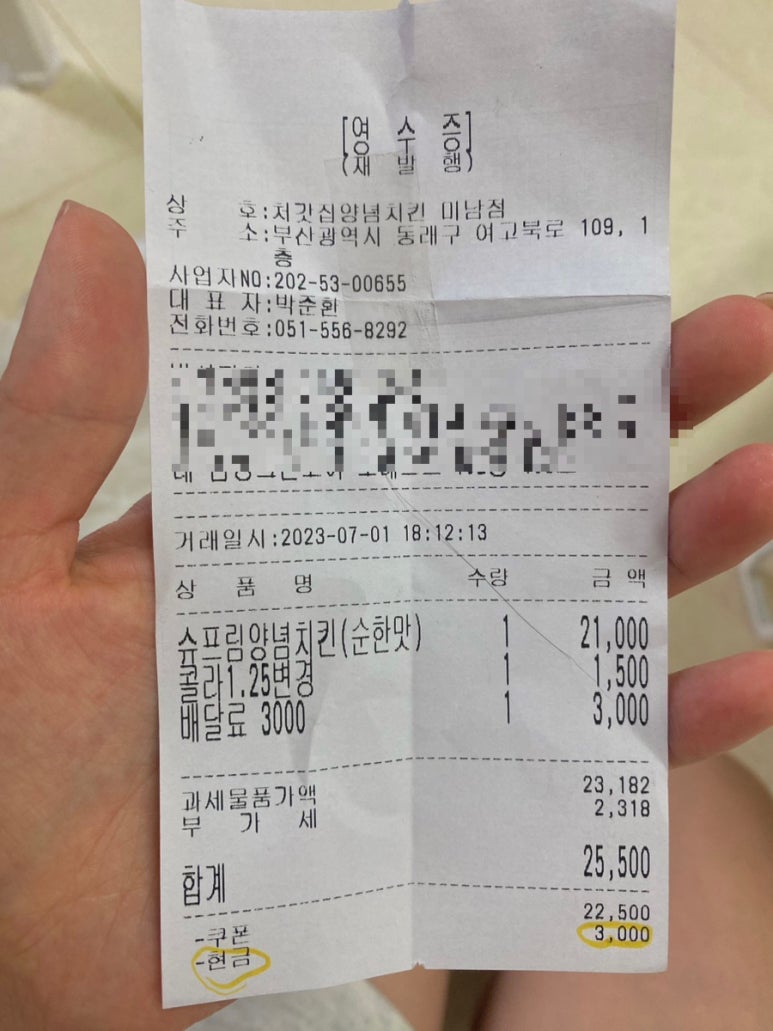 [영 수 증]
(재 발 행)
상 호:처갓집양념치킨 미남점
주 소:부산광역시 동래구 여고북로 109, 1
층
사업자NO:202-53-00655
대 표 자:박준환
전화번호:051-556-8292
거래일시:2023-07-01 18:12:13
상 품 명 수량 금 액
슈프림양념치킨(순한맛) 1 21,000
콜라1.25변경 1 1,500
배달료 3000 1 3,000
과세물품가액 23,182
부 가 세 2,318
합계 25,500
-쿠폰 22,500
-현금 3,000